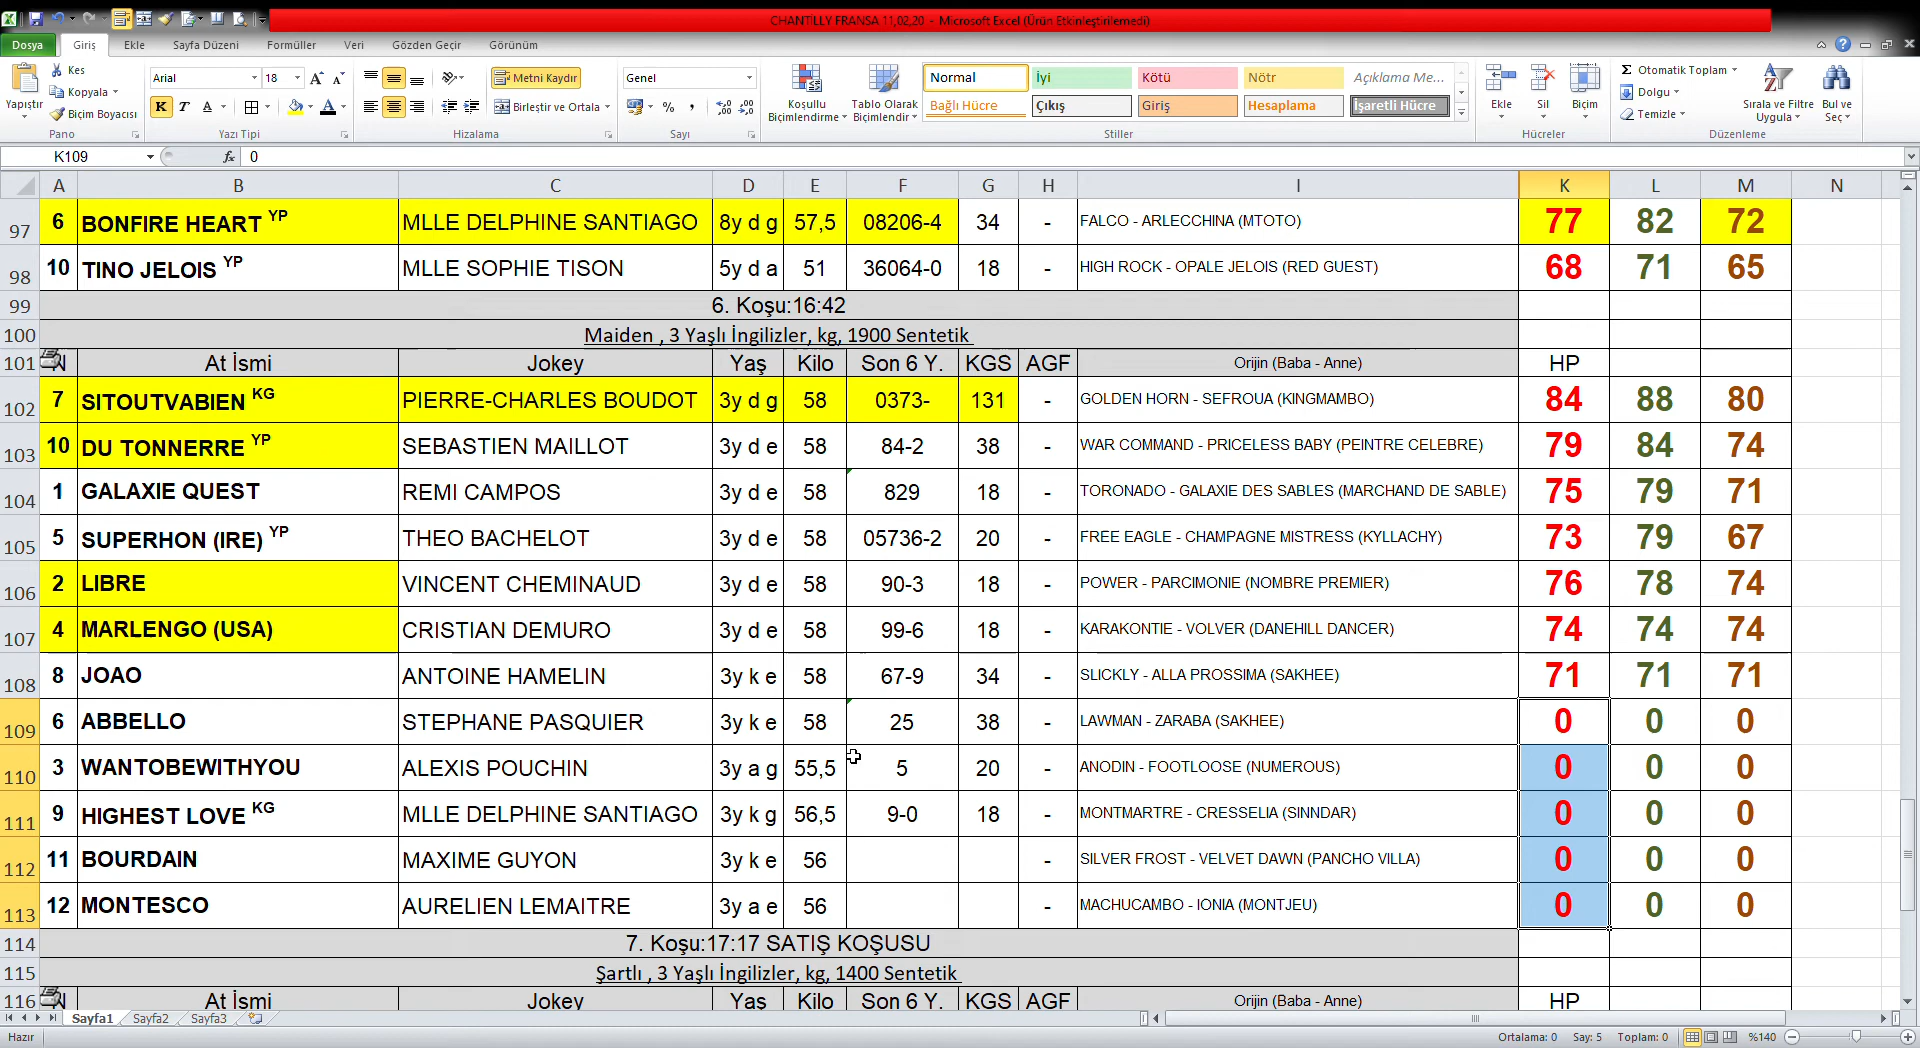 CHANTİLLY FRANSA 11,02,20 - Microsoft Excel (Ürün Etkinleştirilemedi)
Dosya Giriş Ekle Sayfa Düzeni Formüller Veri Gözden Geçir Görünüm
Yapıştır Kes Kopyala Biçim Boyacısı Pano
Arial 18 K T A A A Yazı Tipi
Metni Kaydır Birleştir ve Ortala Hizalama
Genel % , Sayı
Koşullu Biçimlendirme Tablo Olarak Biçimlendir
Normal İyi Kötü Nötr Açıklama Me...
Bağlı Hücre Çıkış Giriş Hesaplama İşaretli Hücre
Stiller
Ekle Sil Biçim Hücreler
Σ Otomatik Toplam Dolgu Temizle Sırala ve Filtre Uygula Bul ve Seç Düzenleme
K109 fx 0
A B C D E F G H I K L M N
97 6 BONFIRE HEART YP MLLE DELPHINE SANTIAGO 8y d g 57,5 08206-4 34 - FALCO - ARLECCHINA (MTOTO) 77 82 72
98 10 TINO JELOIS YP MLLE SOPHIE TISON 5y d a 51 36064-0 18 - HIGH ROCK - OPALE JELOIS (RED GUEST) 68 71 65
99 6. Koşu:16:42
100 Maiden , 3 Yaşlı İngilizler, kg, 1900 Sentetik
101 N At İsmi Jokey Yaş Kilo Son 6 Y. KGS AGF Orijin (Baba - Anne) HP
102 7 SITOUTVABIEN KG PIERRE-CHARLES BOUDOT 3y d g 58 0373- 131 - GOLDEN HORN - SEFROUA (KINGMAMBO) 84 88 80
103 10 DU TONNERRE YP SEBASTIEN MAILLOT 3y d e 58 84-2 38 - WAR COMMAND - PRICELESS BABY (PEINTRE CELEBRE) 79 84 74
104 1 GALAXIE QUEST REMI CAMPOS 3y d e 58 829 18 - TORONADO - GALAXIE DES SABLES (MARCHAND DE SABLE) 75 79 71
105 5 SUPERHON (IRE) YP THEO BACHELOT 3y d e 58 05736-2 20 - FREE EAGLE - CHAMPAGNE MISTRESS (KYLLACHY) 73 79 67
106 2 LIBRE VINCENT CHEMINAUD 3y d e 58 90-3 18 - POWER - PARCIMONIE (NOMBRE PREMIER) 76 78 74
107 4 MARLENGO (USA) CRISTIAN DEMURO 3y d e 58 99-6 18 - KARAKONTIE - VOLVER (DANEHILL DANCER) 74 74 74
108 8 JOAO ANTOINE HAMELIN 3y k e 58 67-9 34 - SLICKLY - ALLA PROSSIMA (SAKHEE) 71 71 71
109 6 ABBELLO STEPHANE PASQUIER 3y k e 58 25 38 - LAWMAN - ZARABA (SAKHEE) 0 0 0
110 3 WANTOBEWITHYOU ALEXIS POUCHIN 3y a g 55,5 5 20 - ANODIN - FOOTLOOSE (NUMEROUS) 0 0 0
111 9 HIGHEST LOVE KG MLLE DELPHINE SANTIAGO 3y k g 56,5 9-0 18 - MONTMARTRE - CRESSELIA (SINNDAR) 0 0 0
112 11 BOURDAIN MAXIME GUYON 3y k e 56 - SILVER FROST - VELVET DAWN (PANCHO VILLA) 0 0 0
113 12 MONTESCO AURELIEN LEMAITRE 3y a e 56 - MACHUCAMBO - IONIA (MONTJEU) 0 0 0
114 7. Koşu:17:17 SATIŞ KOŞUSU
115 Şartlı , 3 Yaşlı İngilizler, kg, 1400 Sentetik
116 N At İsmi Jokey Yaş Kilo Son 6 Y. KGS AGF Orijin (Baba - Anne) HP
Sayfa1 Sayfa2 Sayfa3
Hazır Ortalama: 0 Say: 5 Toplam: 0 %140